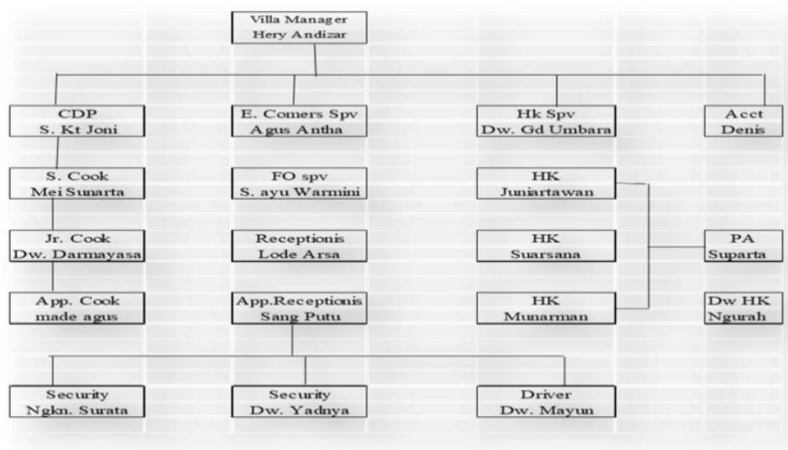 Villa Manager
Hery Andizar
CDP
S. Kt Joni
E. Comers Spv
Agus Antha
Hk Spv
Dw. Gd Umbara
Acct
Denis
S. Cook
Mei Sunarta
FO spv
S. ayu Warmini
HK
Juniartawan
Jr. Cook
Dw. Darmayasa
Receptionis
Lode Arsa
HK
Suarsana
PA
Suparta
App. Cook
made agus
App.Receptionis
Sang Putu
HK
Munarman
Dw HK
Ngurah
Security
Ngkn. Surata
Security
Dw. Yadnya
Driver
Dw. Mayun